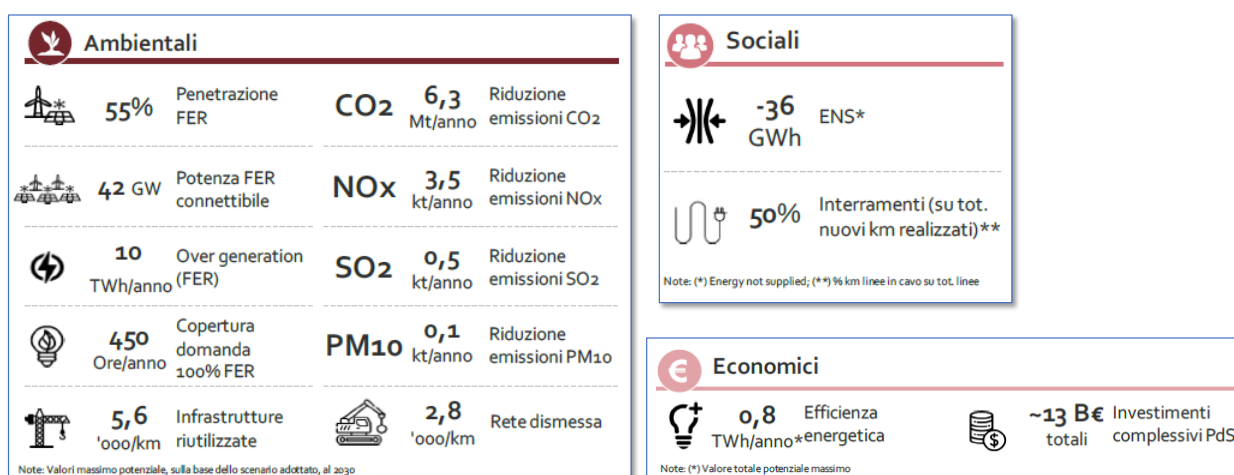 Ambientali
55% Penetrazione
FER
CO2 6,3
Mt/anno Riduzione
emissioni CO2
42 GW Potenza FER
connettibile
NOx 3,5
kt/anno Riduzione
emissioni NOx
10
TWh/anno Over generation
(FER)
SO2 0,5
kt/anno Riduzione
emissioni SO2
450
Ore/anno Copertura
domanda
100% FER
PM10 0,1
kt/anno Riduzione
emissioni PM10
5,6
'000/km Infrastrutture
riutilizzate
2,8
'000/km Rete dismessa
Note: Valori massimo potenziale, sulla base dello scenario adottato, al 2030
Sociali
-36
GWh ENS*
50% Interramenti (su tot.
nuovi km realizzati)**
Note: (*) Energy not supplied; (**) % km linee in cavo su tot. linee
€ Economici
0,8
TWh/anno* Efficienza
energetica
~13 B€
totali Investimenti
complessivi PdS
Note: (*) Valore totale potenziale massimo